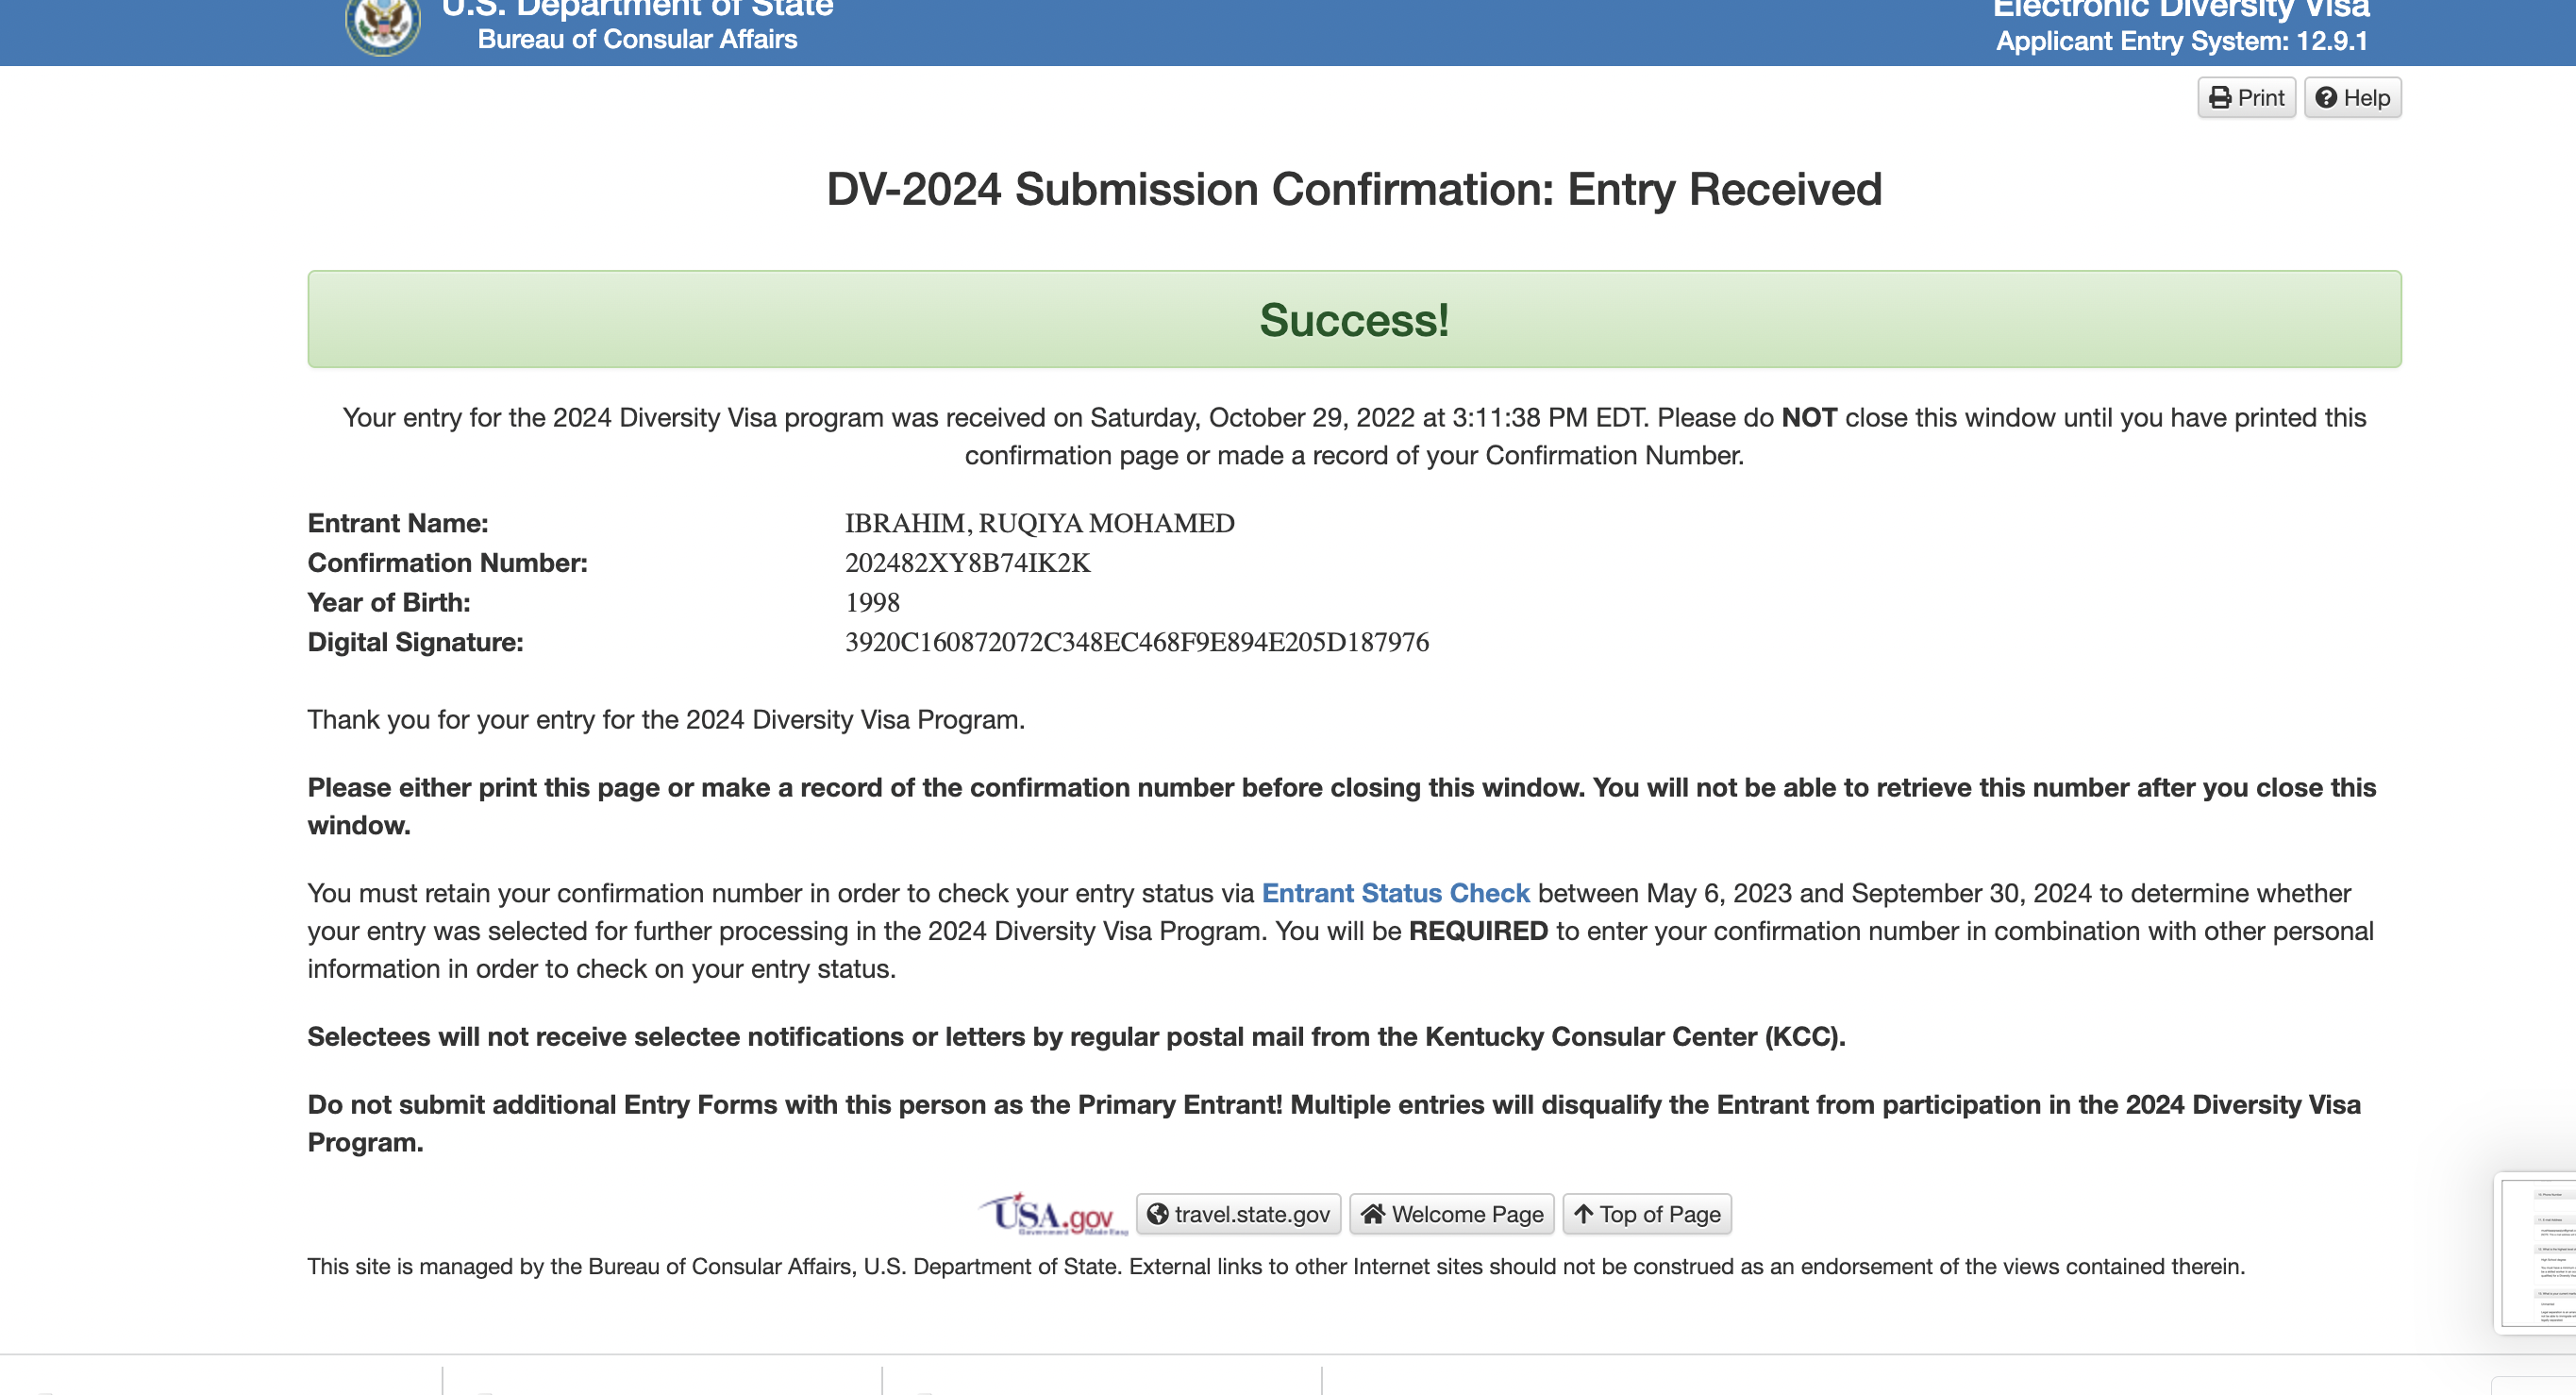 U.S. Department of State
Bureau of Consular Affairs
Electronic Diversity Visa
Applicant Entry System: 12.9.1
Print
Help
DV-2024 Submission Confirmation: Entry Received
Success!
Your entry for the 2024 Diversity Visa program was received on Saturday, October 29, 2022 at 3:11:38 PM EDT. Please do NOT close this window until you have printed this
confirmation page or made a record of your Confirmation Number.
Entrant Name: IBRAHIM, RUQIYA MOHAMED
Confirmation Number: 202482XY8B74IK2K
Year of Birth: 1998
Digital Signature: 3920C160872072C348EC468F9E894E205D187976
Thank you for your entry for the 2024 Diversity Visa Program.
Please either print this page or make a record of the confirmation number before closing this window. You will not be able to retrieve this number after you close this
window.
You must retain your confirmation number in order to check your entry status via Entrant Status Check between May 6, 2023 and September 30, 2024 to determine whether
your entry was selected for further processing in the 2024 Diversity Visa Program. You will be REQUIRED to enter your confirmation number in combination with other personal
information in order to check on your entry status.
Selectees will not receive selectee notifications or letters by regular postal mail from the Kentucky Consular Center (KCC).
Do not submit additional Entry Forms with this person as the Primary Entrant! Multiple entries will disqualify the Entrant from participation in the 2024 Diversity Visa
Program.
USA.gov
Government Made Easy
travel.state.gov
Welcome Page
Top of Page
This site is managed by the Bureau of Consular Affairs, U.S. Department of State. External links to other Internet sites should not be construed as an endorsement of the views contained therein.